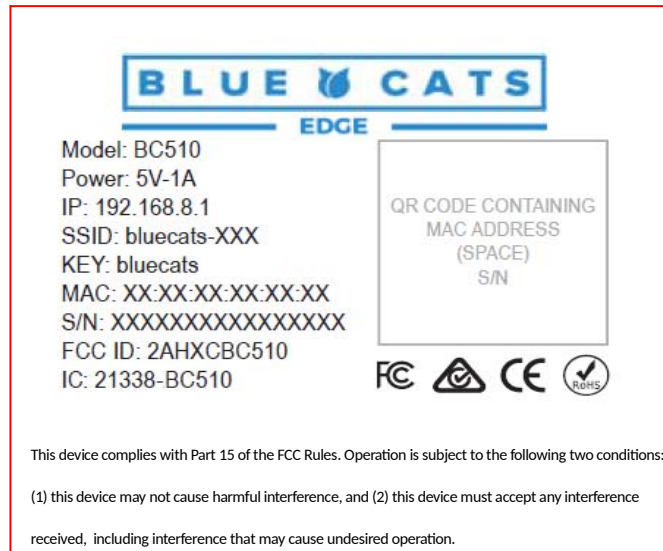 BLUE CATS
EDGE
Model: BC510
Power: 5V-1A
IP: 192.168.8.1
SSID: bluecats-XXX
KEY: bluecats
MAC: XX:XX:XX:XX:XX:XX
S/N: XXXXXXXXXXXXXXXX
FCC ID: 2AHXCBC510
IC: 21338-BC510
QR CODE CONTAINING
MAC ADDRESS
(SPACE)
S/N
FC CE RoHS
This device complies with Part 15 of the FCC Rules. Operation is subject to the following two conditions:
(1) this device may not cause harmful interference, and (2) this device must accept any interference
received, including interference that may cause undesired operation.